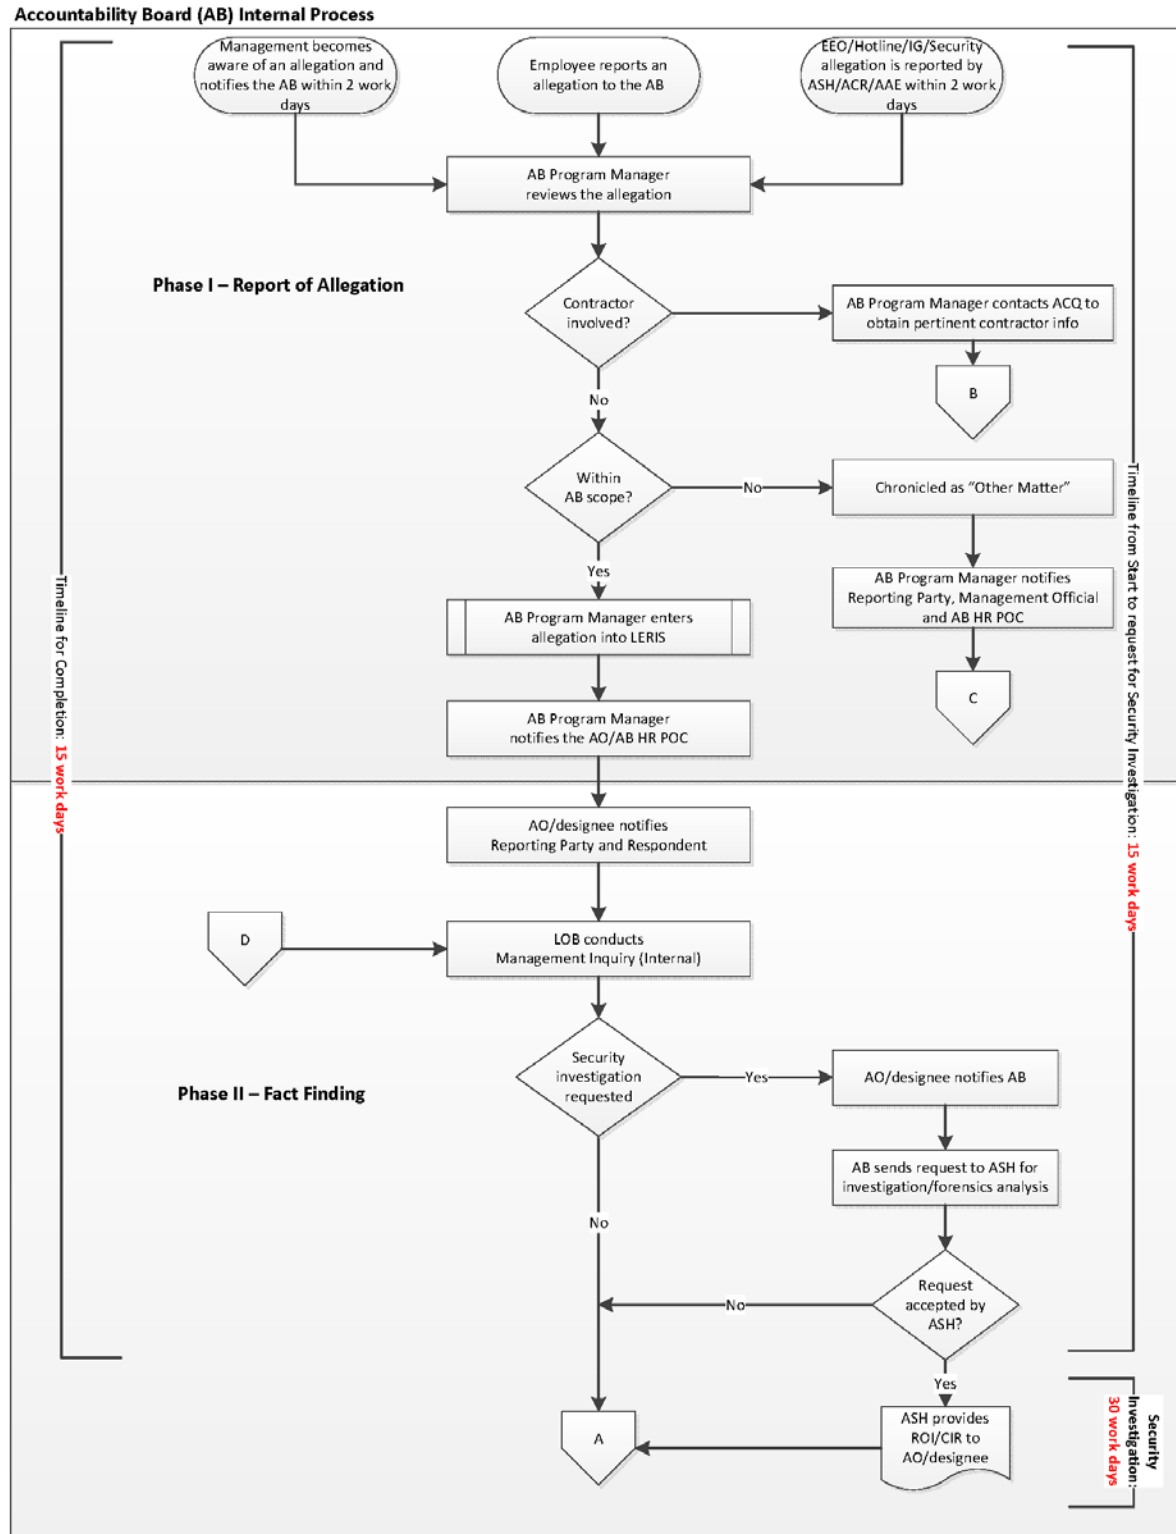 Accountability Board (AB) Internal Process
Management becomes
aware of an allegation and
notifies the AB within 2 work
days
Employee reports an
allegation to the AB
EEO/Hotline/IG/Security
allegation is reported by
ASH/ACR/AAE within 2 work
days
AB Program Manager
reviews the allegation
Phase I – Report of Allegation
Contractor
involved?
AB Program Manager contacts ACQ to
obtain pertinent contractor info
B
No
Within
AB scope?
No
Chronicled as “Other Matter”
Yes
AB Program Manager notifies
Reporting Party, Management Official
and AB HR POC
AB Program Manager enters
allegation into LERIS
C
AB Program Manager
notifies the AO/AB HR POC
Timeline for Completion: 15 work days
Timeline from Start to request for Security Investigation: 15 work days
AO/designee notifies
Reporting Party and Respondent
D
LOB conducts
Management Inquiry (Internal)
Phase II – Fact Finding
Security
investigation
requested
Yes
AO/designee notifies AB
AB sends request to ASH for
investigation/forensics analysis
No
Request
accepted by
ASH?
No
Yes
A
ASH provides
ROI/CIR to
AO/designee
Security
Investigation:
30 work days